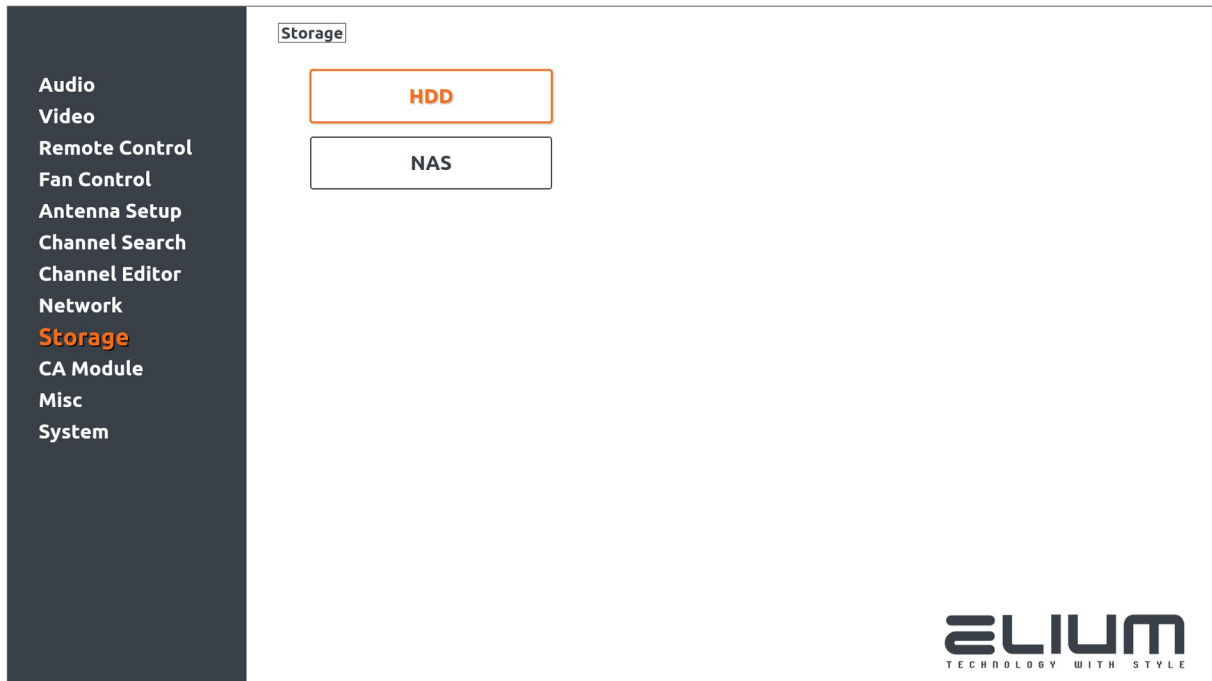 Storage
Audio
Video
Remote Control
Fan Control
Antenna Setup
Channel Search
Channel Editor
Network
Storage
CA Module
Misc
System
HDD
NAS
ELIUM
TECHNOLOGY WITH STYLE